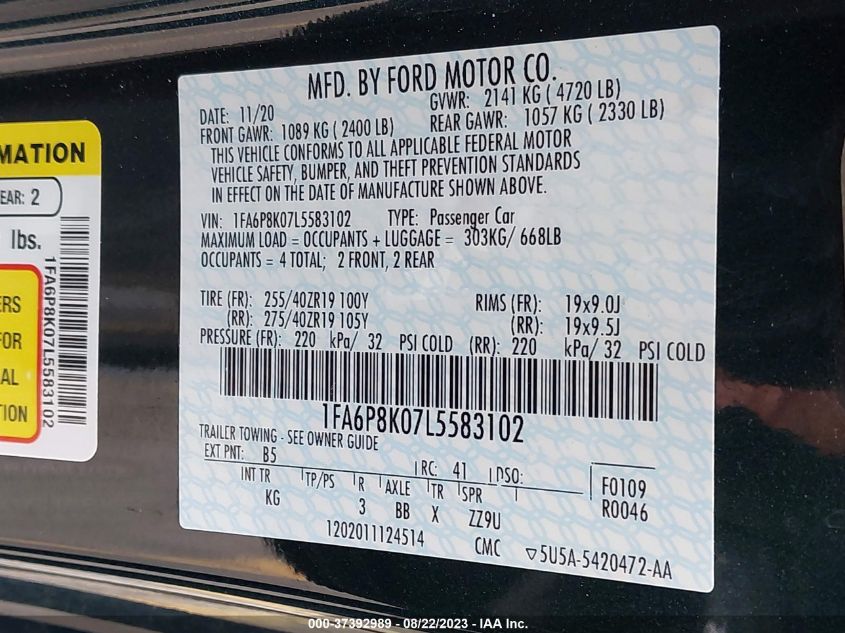 MATION
EAR: 2
lbs.
1FA6P8K07L5583102
ERS
FOR
AL
TION
MFD. BY FORD MOTOR CO.
DATE: 11/20 GVWR: 2141 KG ( 4720 LB)
FRONT GAWR: 1089 KG ( 2400 LB) REAR GAWR: 1057 KG ( 2330 LB)
THIS VEHICLE CONFORMS TO ALL APPLICABLE FEDERAL MOTOR
VEHICLE SAFETY, BUMPER, AND THEFT PREVENTION STANDARDS
IN EFFECT ON THE DATE OF MANUFACTURE SHOWN ABOVE.
VIN: 1FA6P8K07L5583102 TYPE: Passenger Car
MAXIMUM LOAD = OCCUPANTS + LUGGAGE = 303KG/ 668LB
OCCUPANTS = 4 TOTAL; 2 FRONT, 2 REAR
TIRE (FR): 255/40ZR19 100Y RIMS (FR): 19x9.0J
(RR): 275/40ZR19 105Y (RR): 19x9.5J
PRESSURE (FR): 220 kPa/ 32 PSI COLD (RR): 220 kPa/ 32 PSI COLD
1FA6P8K07L5583102
TRAILER TOWING - SEE OWNER GUIDE
EXT PNT: B5 RC: 41 DSO:
INT TR TP/PS R AXLE TR SPR F0109
KG 3 BB X ZZ9U R0046
1202011124514 CMC ▽5U5A-5420472-AA
000-37392989 - 08/22/2023 - IAA Inc.